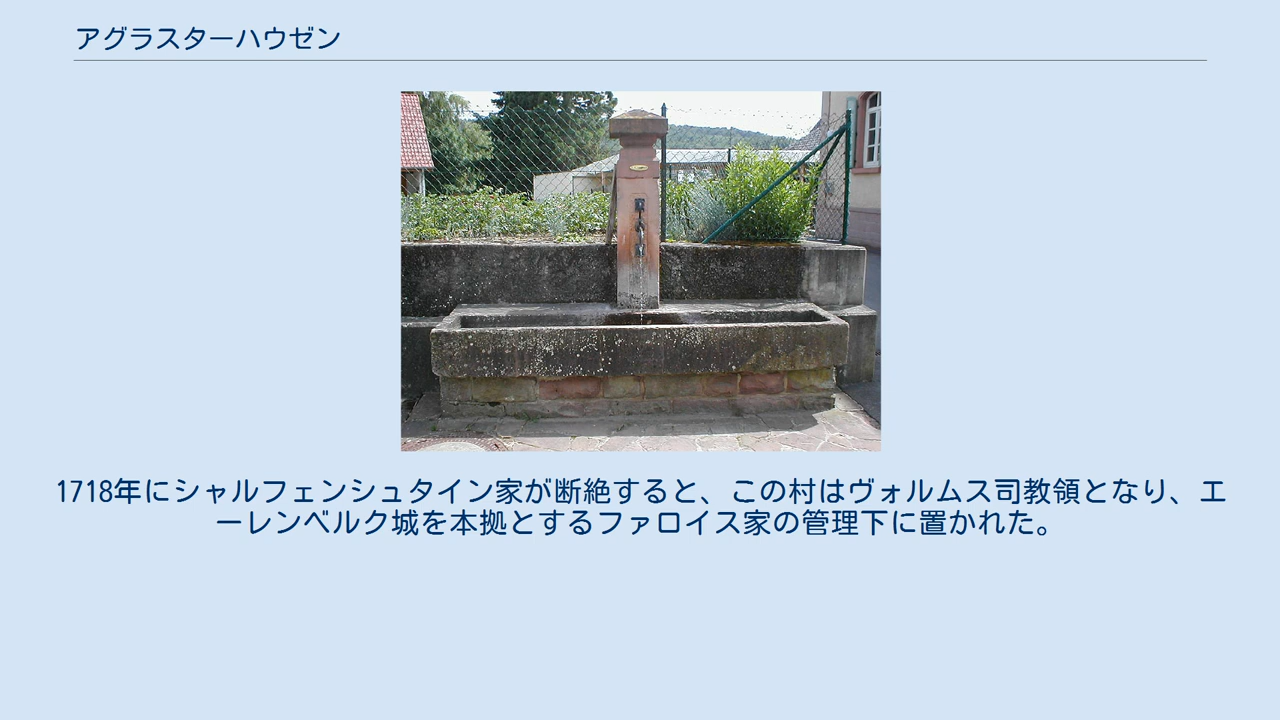 アグラスターハウゼン
1718年にシャルフェンシュタイン家が断絶すると、この村はヴォルムス司教領となり、エ
ーレンベルク城を本拠とするファロイス家の管理下に置かれた。